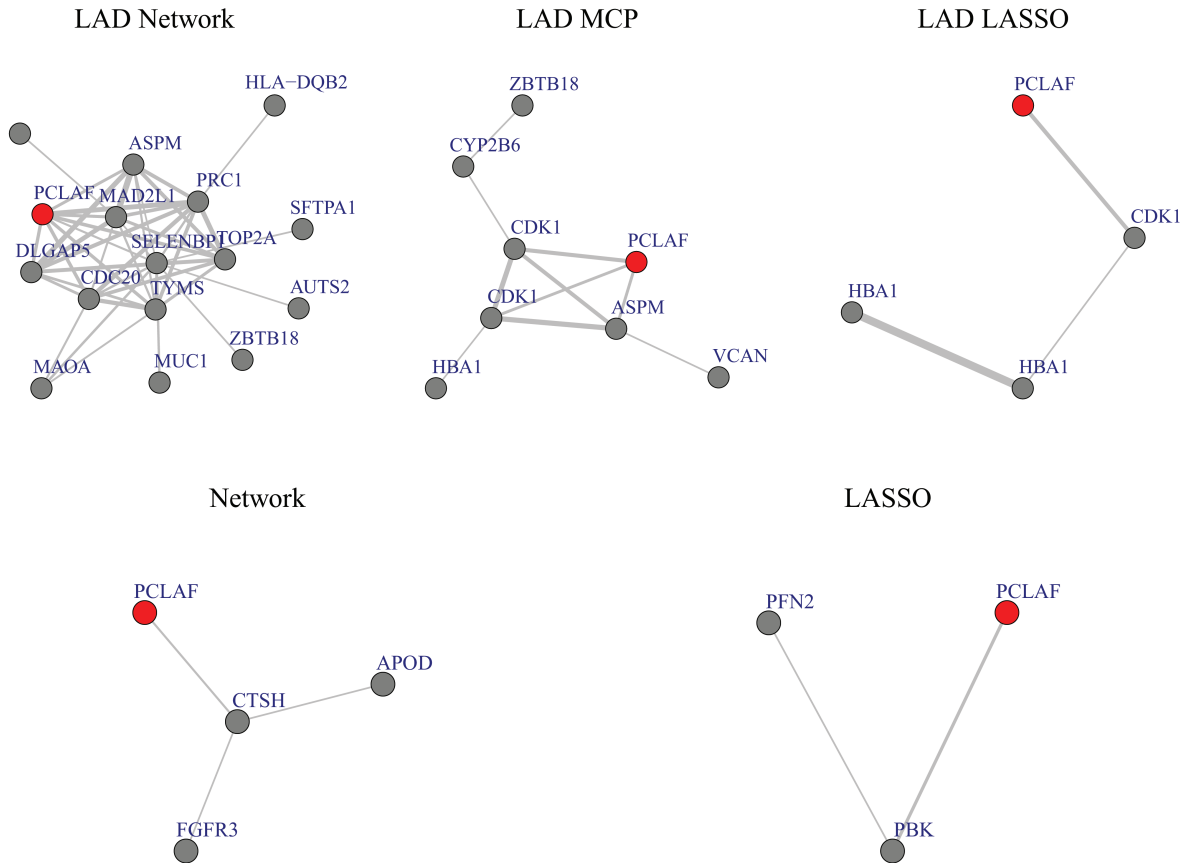 LAD Network
LAD MCP
LAD LASSO
HLA−DQB2
ASPM
PRC1
PCLAF
MAD2L1
SFTPA1
SELENBP1
TOP2A
DLGAP5
CDC20
TYMS
AUTS2
ZBTB18
MAOA
MUC1
ZBTB18
CYP2B6
CDK1
PCLAF
CDK1
ASPM
HBA1
VCAN
PCLAF
CDK1
HBA1
HBA1
Network
LASSO
PCLAF
APOD
CTSH
FGFR3
PFN2
PCLAF
PBK